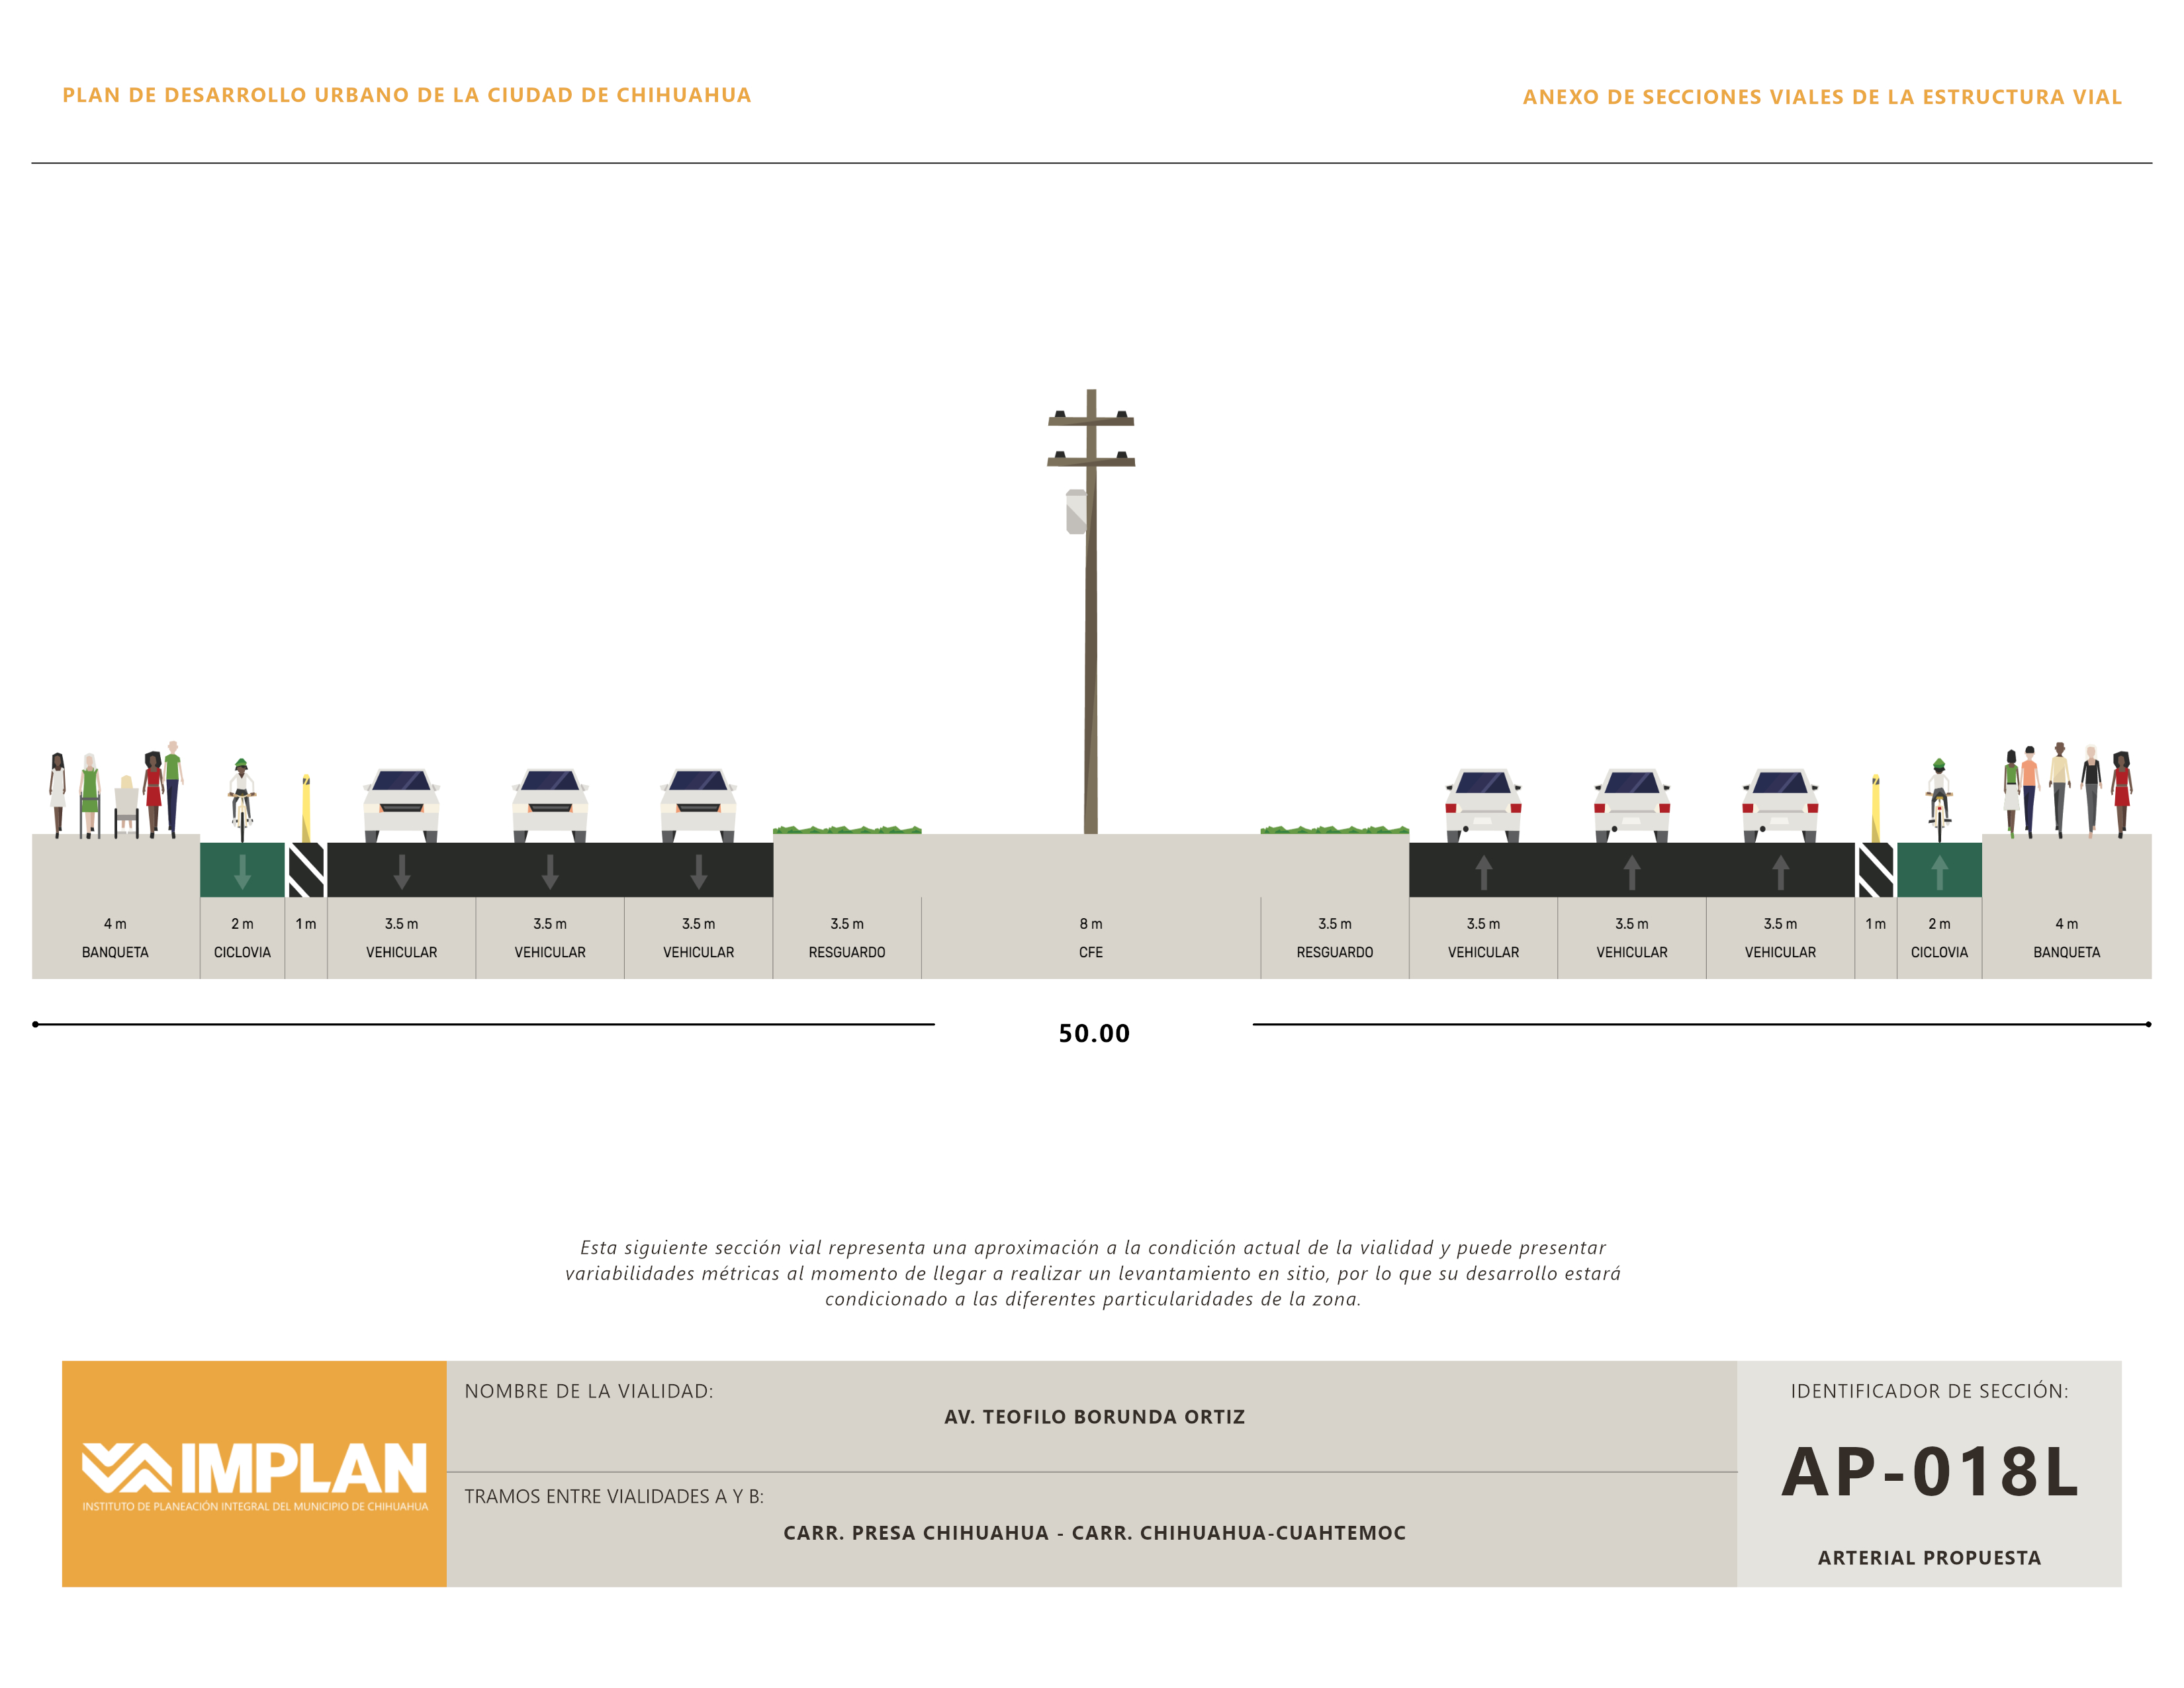 PLAN DE DESARROLLO URBANO DE LA CIUDAD DE CHIHUAHUA
ANEXO DE SECCIONES VIALES DE LA ESTRUCTURA VIAL
4 m
BANQUETA
2 m
CICLOVIA
1 m
3.5 m
VEHICULAR
3.5 m
VEHICULAR
3.5 m
VEHICULAR
3.5 m
RESGUARDO
8 m
CFE
3.5 m
RESGUARDO
3.5 m
VEHICULAR
3.5 m
VEHICULAR
3.5 m
VEHICULAR
1 m
2 m
CICLOVIA
4 m
BANQUETA
50.00
Esta siguiente sección vial representa una aproximación a la condición actual de la vialidad y puede presentar
variabilidades métricas al momento de llegar a realizar un levantamiento en sitio, por lo que su desarrollo estará
condicionado a las diferentes particularidades de la zona.
IMPLAN
INSTITUTO DE PLANEACIÓN INTEGRAL DEL MUNICIPIO DE CHIHUAHUA
NOMBRE DE LA VIALIDAD:
AV. TEOFILO BORUNDA ORTIZ
TRAMOS ENTRE VIALIDADES A Y B:
CARR. PRESA CHIHUAHUA - CARR. CHIHUAHUA-CUAHTEMOC
IDENTIFICADOR DE SECCIÓN:
AP-018L
ARTERIAL PROPUESTA